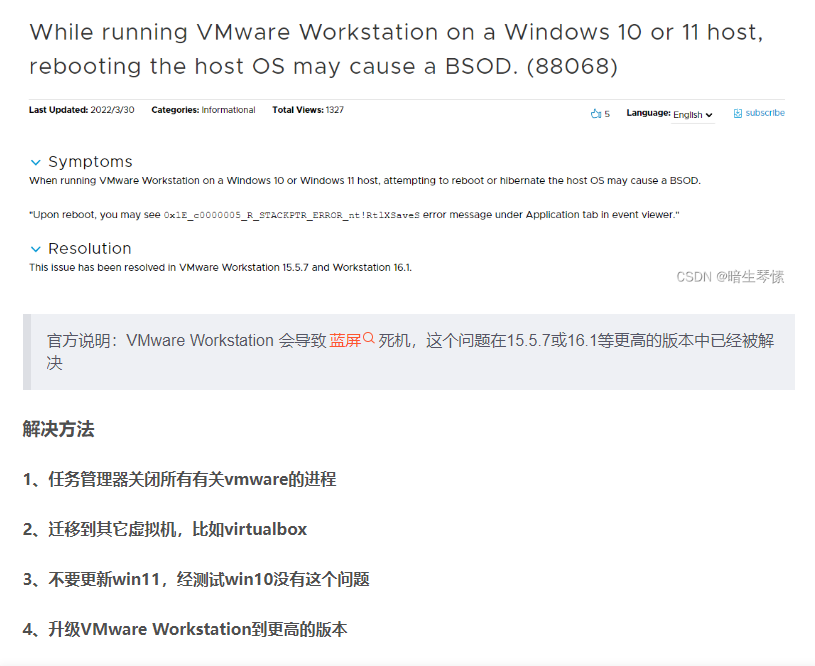 While running VMware Workstation on a Windows 10 or 11 host,
rebooting the host OS may cause a BSOD. (88068)
Last Updated: 2022/3/30 Categories: Informational Total Views: 1327 5 Language: English subscribe
Symptoms
When running VMware Workstation on a Windows 10 or Windows 11 host, attempting to reboot or hibernate the host OS may cause a BSOD.
"Upon reboot, you may see 0x1E_c0000005_R_STACKPTR_ERROR_nt!RtlXSaveS error message under Application tab in event viewer."
Resolution
This issue has been resolved in VMware Workstation 15.5.7 and Workstation 16.1.
CSDN @暗生琴愫
官方说明：VMware Workstation 会导致 蓝屏 死机，这个问题在15.5.7或16.1等更高的版本中已经被解
决
解决方法
1、任务管理器关闭所有有关vmware的进程
2、迁移到其它虚拟机，比如virtualbox
3、不要更新win11，经测试win10没有这个问题
4、升级VMware Workstation到更高的版本